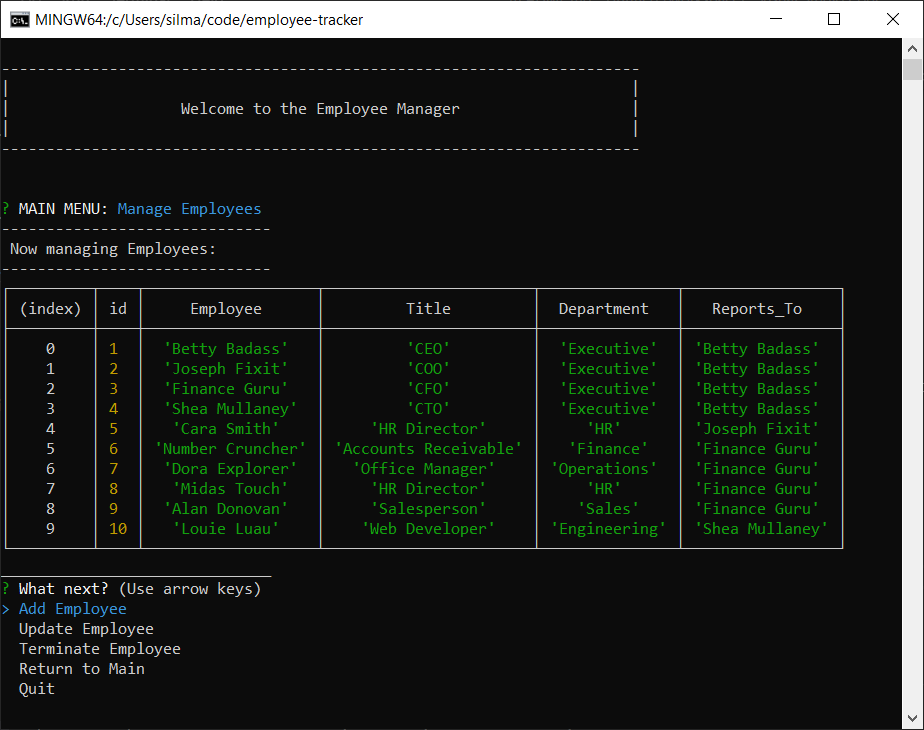 MINGW64:/c/Users/silma/code/employee-tracker
Welcome to the Employee Manager
? MAIN MENU: Manage Employees
Now managing Employees:
(index) id Employee Title Department Reports_To
0 1 'Betty Badass' 'CEO' 'Executive' 'Betty Badass'
1 2 'Joseph Fixit' 'COO' 'Executive' 'Betty Badass'
2 3 'Finance Guru' 'CFO' 'Executive' 'Betty Badass'
3 4 'Shea Mullaney' 'CTO' 'Executive' 'Betty Badass'
4 5 'Cara Smith' 'HR Director' 'HR' 'Joseph Fixit'
5 6 'Number Cruncher' 'Accounts Receivable' 'Finance' 'Finance Guru'
6 7 'Dora Explorer' 'Office Manager' 'Operations' 'Finance Guru'
7 8 'Midas Touch' 'HR Director' 'HR' 'Finance Guru'
8 9 'Alan Donovan' 'Salesperson' 'Sales' 'Finance Guru'
9 10 'Louie Luau' 'Web Developer' 'Engineering' 'Shea Mullaney'
? What next? (Use arrow keys)
> Add Employee
Update Employee
Terminate Employee
Return to Main
Quit